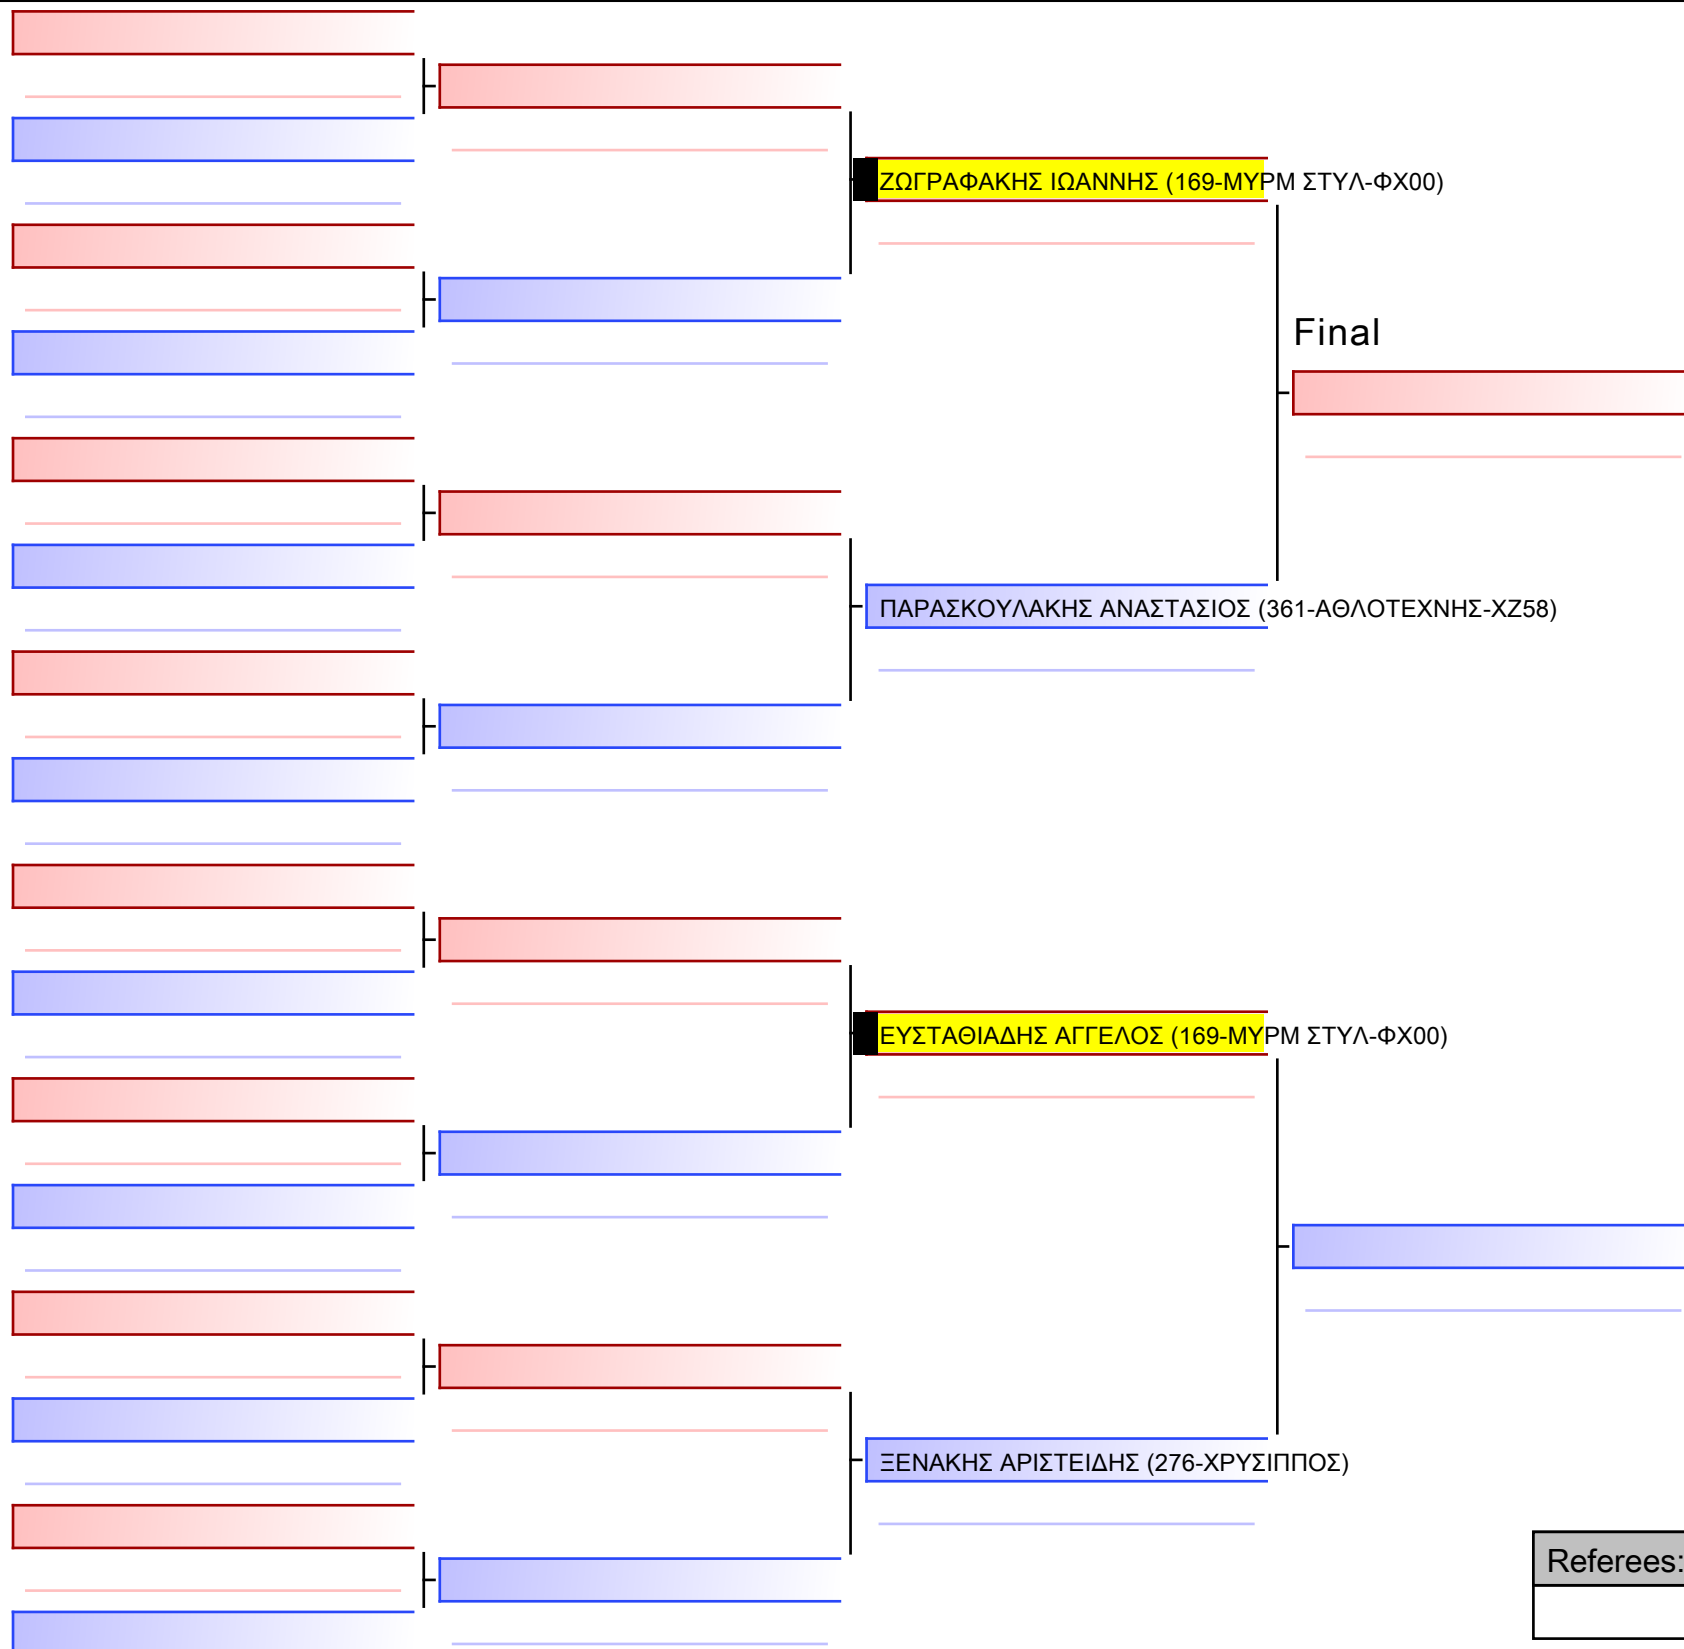 ΖΩΓΡΑΦΑΚΗΣ ΙΩΑΝΝΗΣ (169-ΜΥΡΜ ΣΤΥΛ-ΦΧ00)
Final
ΠΑΡΑΣΚΟΥΛΑΚΗΣ ΑΝΑΣΤΑΣΙΟΣ (361-ΑΘΛΟΤΕΧΝΗΣ-ΧΖ58)
ΕΥΣΤΑΘΙΑΔΗΣ ΑΓΓΕΛΟΣ (169-ΜΥΡΜ ΣΤΥΛ-ΦΧ00)
ΞΕΝΑΚΗΣ ΑΡΙΣΤΕΙΔΗΣ (276-ΧΡΥΣΙΠΠΟΣ)
Referees: